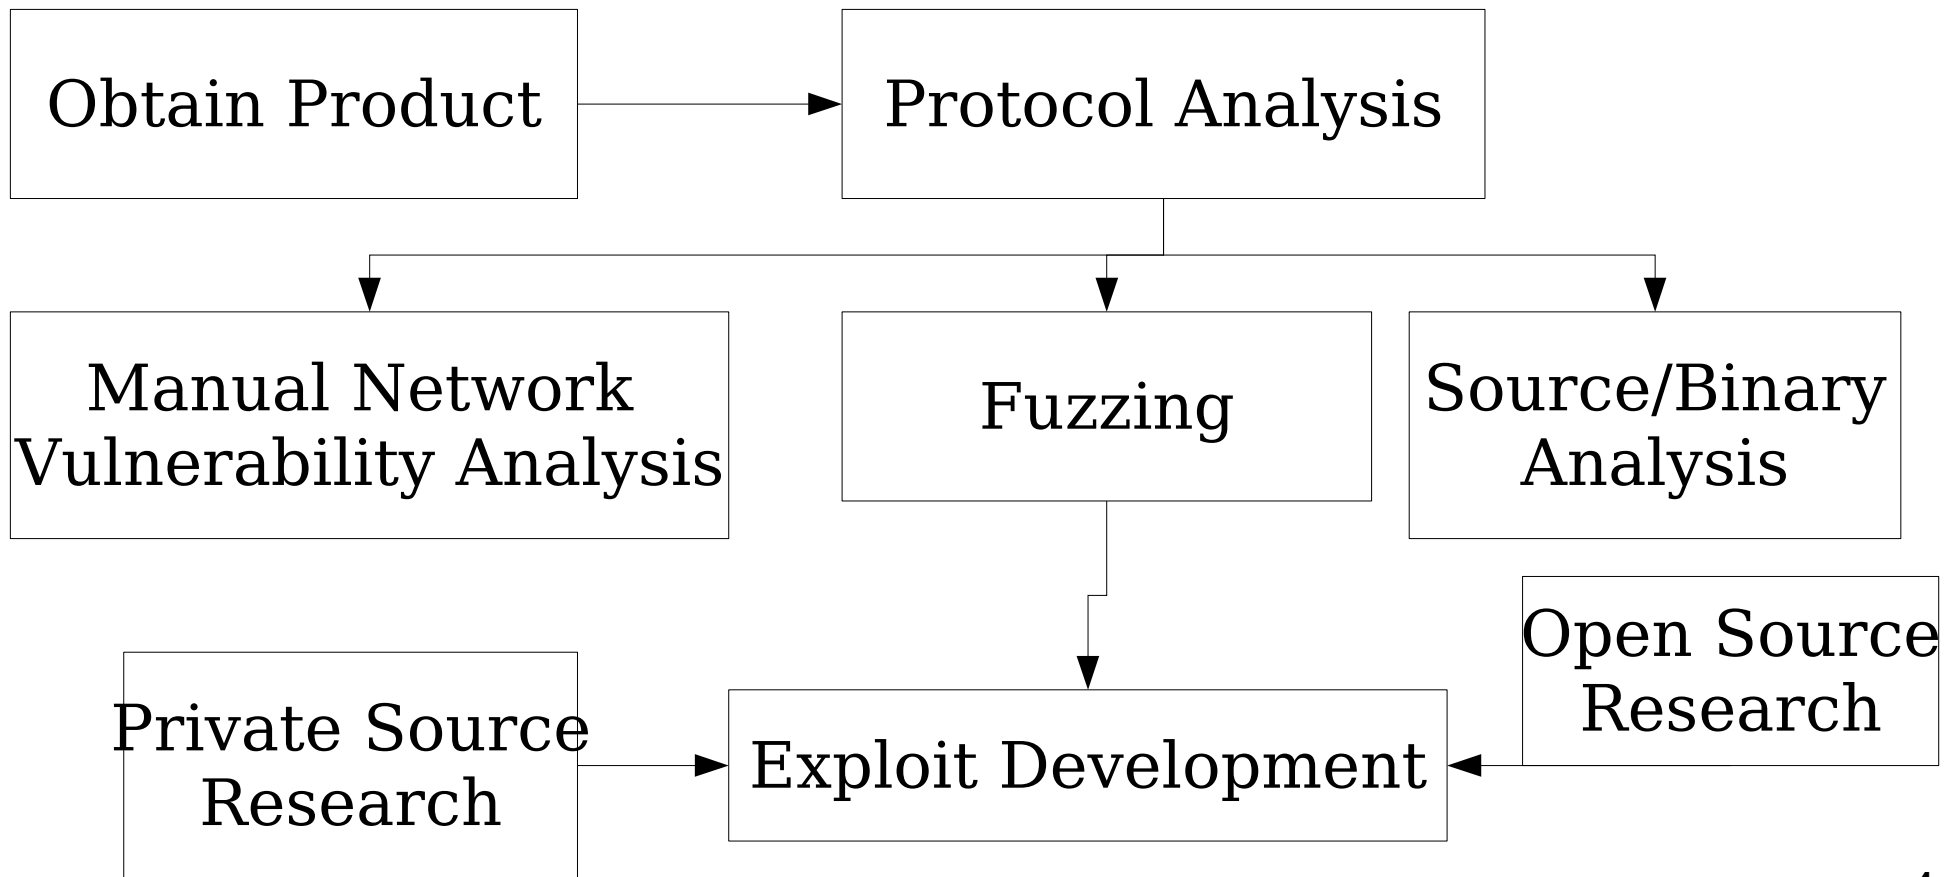 Obtain Product
Protocol Analysis
Manual Network
Vulnerability Analysis
Fuzzing
Source/Binary
Analysis
Open Source
Research
Private Source
Research
Exploit Development